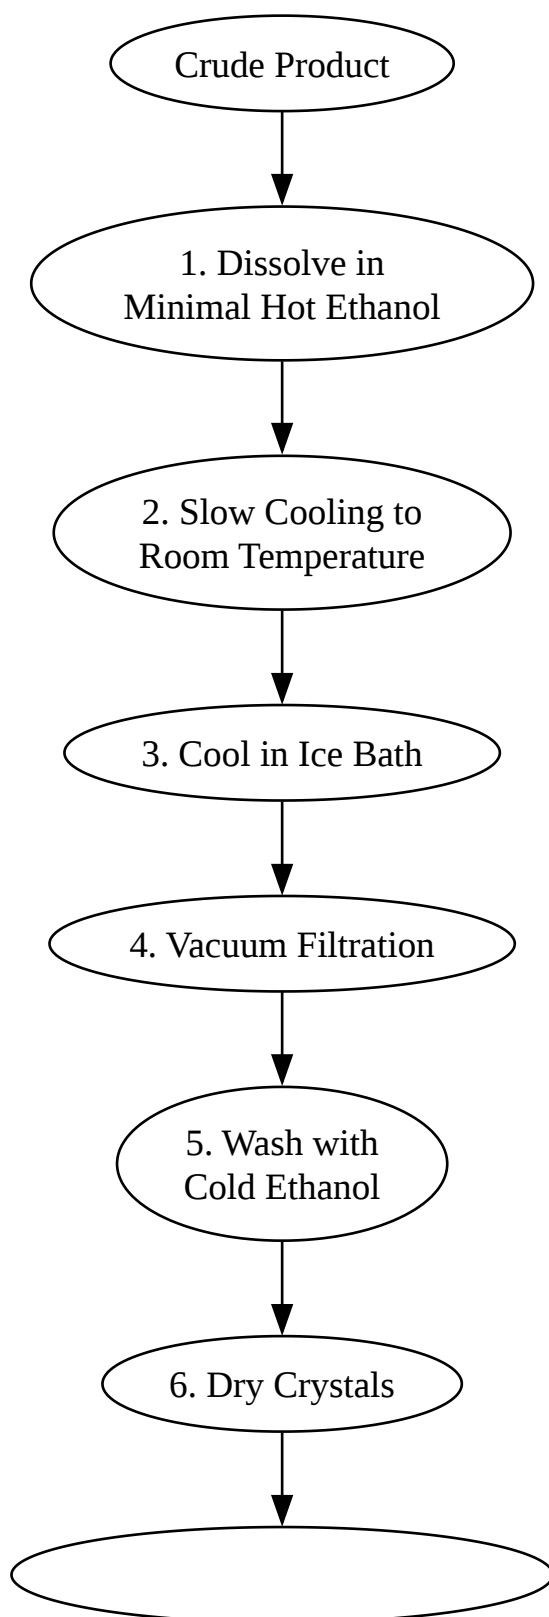 Crude Product
1. Dissolve in
Minimal Hot Ethanol
2. Slow Cooling to
Room Temperature
3. Cool in Ice Bath
4. Vacuum Filtration
5. Wash with
Cold Ethanol
6. Dry Crystals